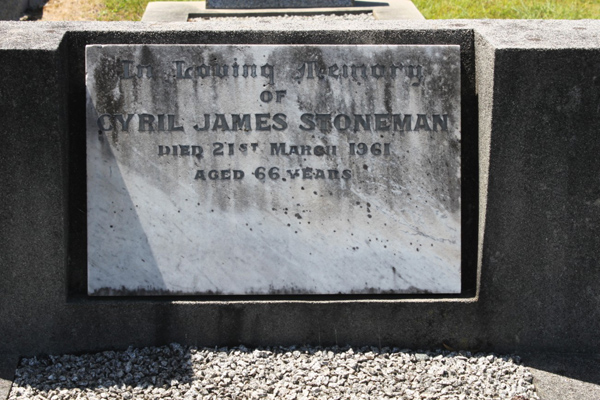 In Loving Memory
OF
CYRIL JAMES STONEMAN
DIED 21ST MARCH 1961
AGED 66 YEARS